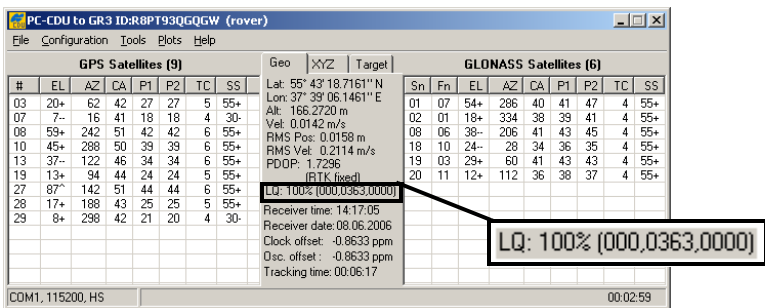 PC-CDU to GR3 ID:R8PT93QGQGW (rover)
File Configuration Tools Plots Help
GPS Satellites (9)
# EL AZ CA P1 P2 TC SS
03 20+ 62 42 27 27 5 55+
07 7-- 16 41 18 18 4 30-
08 59+ 242 51 42 42 6 55+
10 45+ 288 50 39 39 6 55+
13 37-- 122 46 34 34 6 55+
19 13+ 94 44 24 24 5 55+
27 87^ 142 51 44 44 6 55+
28 17+ 188 43 25 25 5 55+
29 8+ 298 42 21 20 4 30-
Geo XYZ Target
Lat: 55° 43' 18.7161'' N
Lon: 37° 39' 06.1461'' E
Alt: 166.2720 m
Vel: 0.0142 m/s
RMS Pos: 0.0158 m
RMS Vel: 0.2114 m/s
PDOP: 1.7296
(RTK fixed)
LQ: 100% (000,0363,0000)
Receiver time: 14:17:05
Receiver date: 08.06.2006
Clock offset: -0.8633 ppm
Osc. offset : -0.8633 ppm
Tracking time: 00:06:17
GLONASS Satellites (6)
Sn Fn EL AZ CA P1 P2 TC SS
01 07 54+ 286 40 41 47 4 55+
02 01 18+ 334 38 39 41 4 55+
08 06 38-- 206 41 43 45 4 55+
18 10 24-- 28 34 36 35 4 55+
19 03 29+ 60 41 43 43 4 55+
20 11 12+ 112 36 38 37 4 55+
LQ: 100% (000,0363,0000)
COM1, 115200, HS
00:02:59